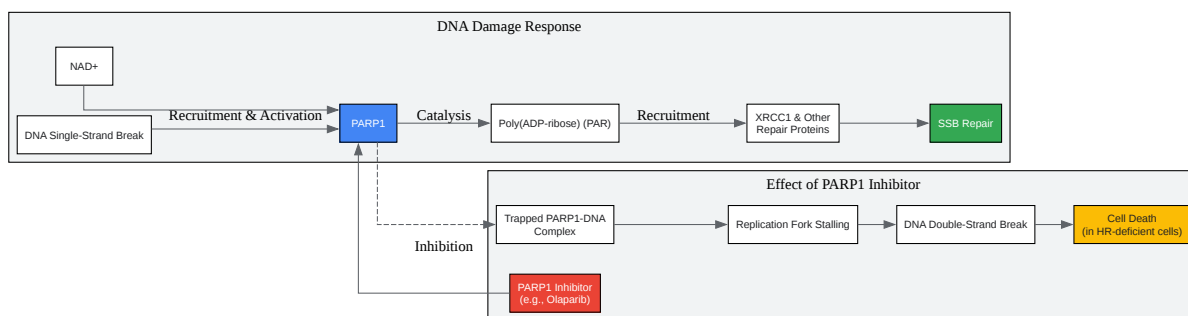 DNA Damage Response
NAD+
DNA Single-Strand Break
Recruitment & Activation
PARP1
Catalysis
Poly(ADP-ribose) (PAR)
Recruitment
XRCC1 & Other
Repair Proteins
SSB Repair
Effect of PARP1 Inhibitor
Inhibition
Trapped PARP1-DNA
Complex
Replication Fork Stalling
DNA Double-Strand Break
Cell Death
(in HR-deficient cells)
PARP1 Inhibitor
(e.g., Olaparib)